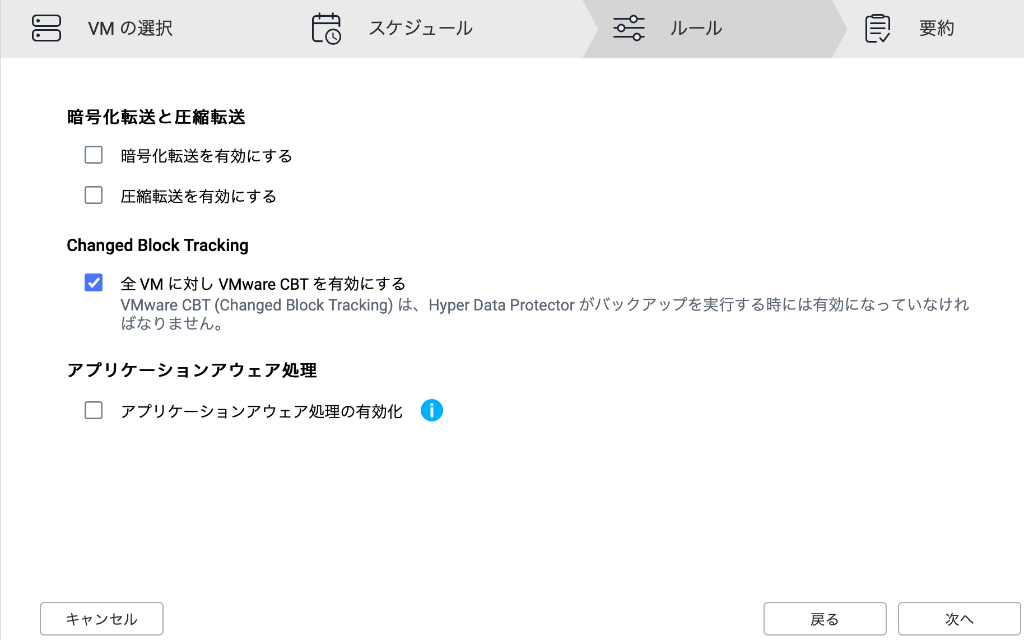 VM の選択
スケジュール
ルール
要約
暗号化転送と圧縮転送
暗号化転送を有効にする
圧縮転送を有効にする
Changed Block Tracking
全 VM に対し VMware CBT を有効にする
VMware CBT (Changed Block Tracking) は、Hyper Data Protector がバックアップを実行する時には有効になっていなけれ
ばなりません。
アプリケーションアウェア処理
アプリケーションアウェア処理の有効化
キャンセル
戻る
次へ